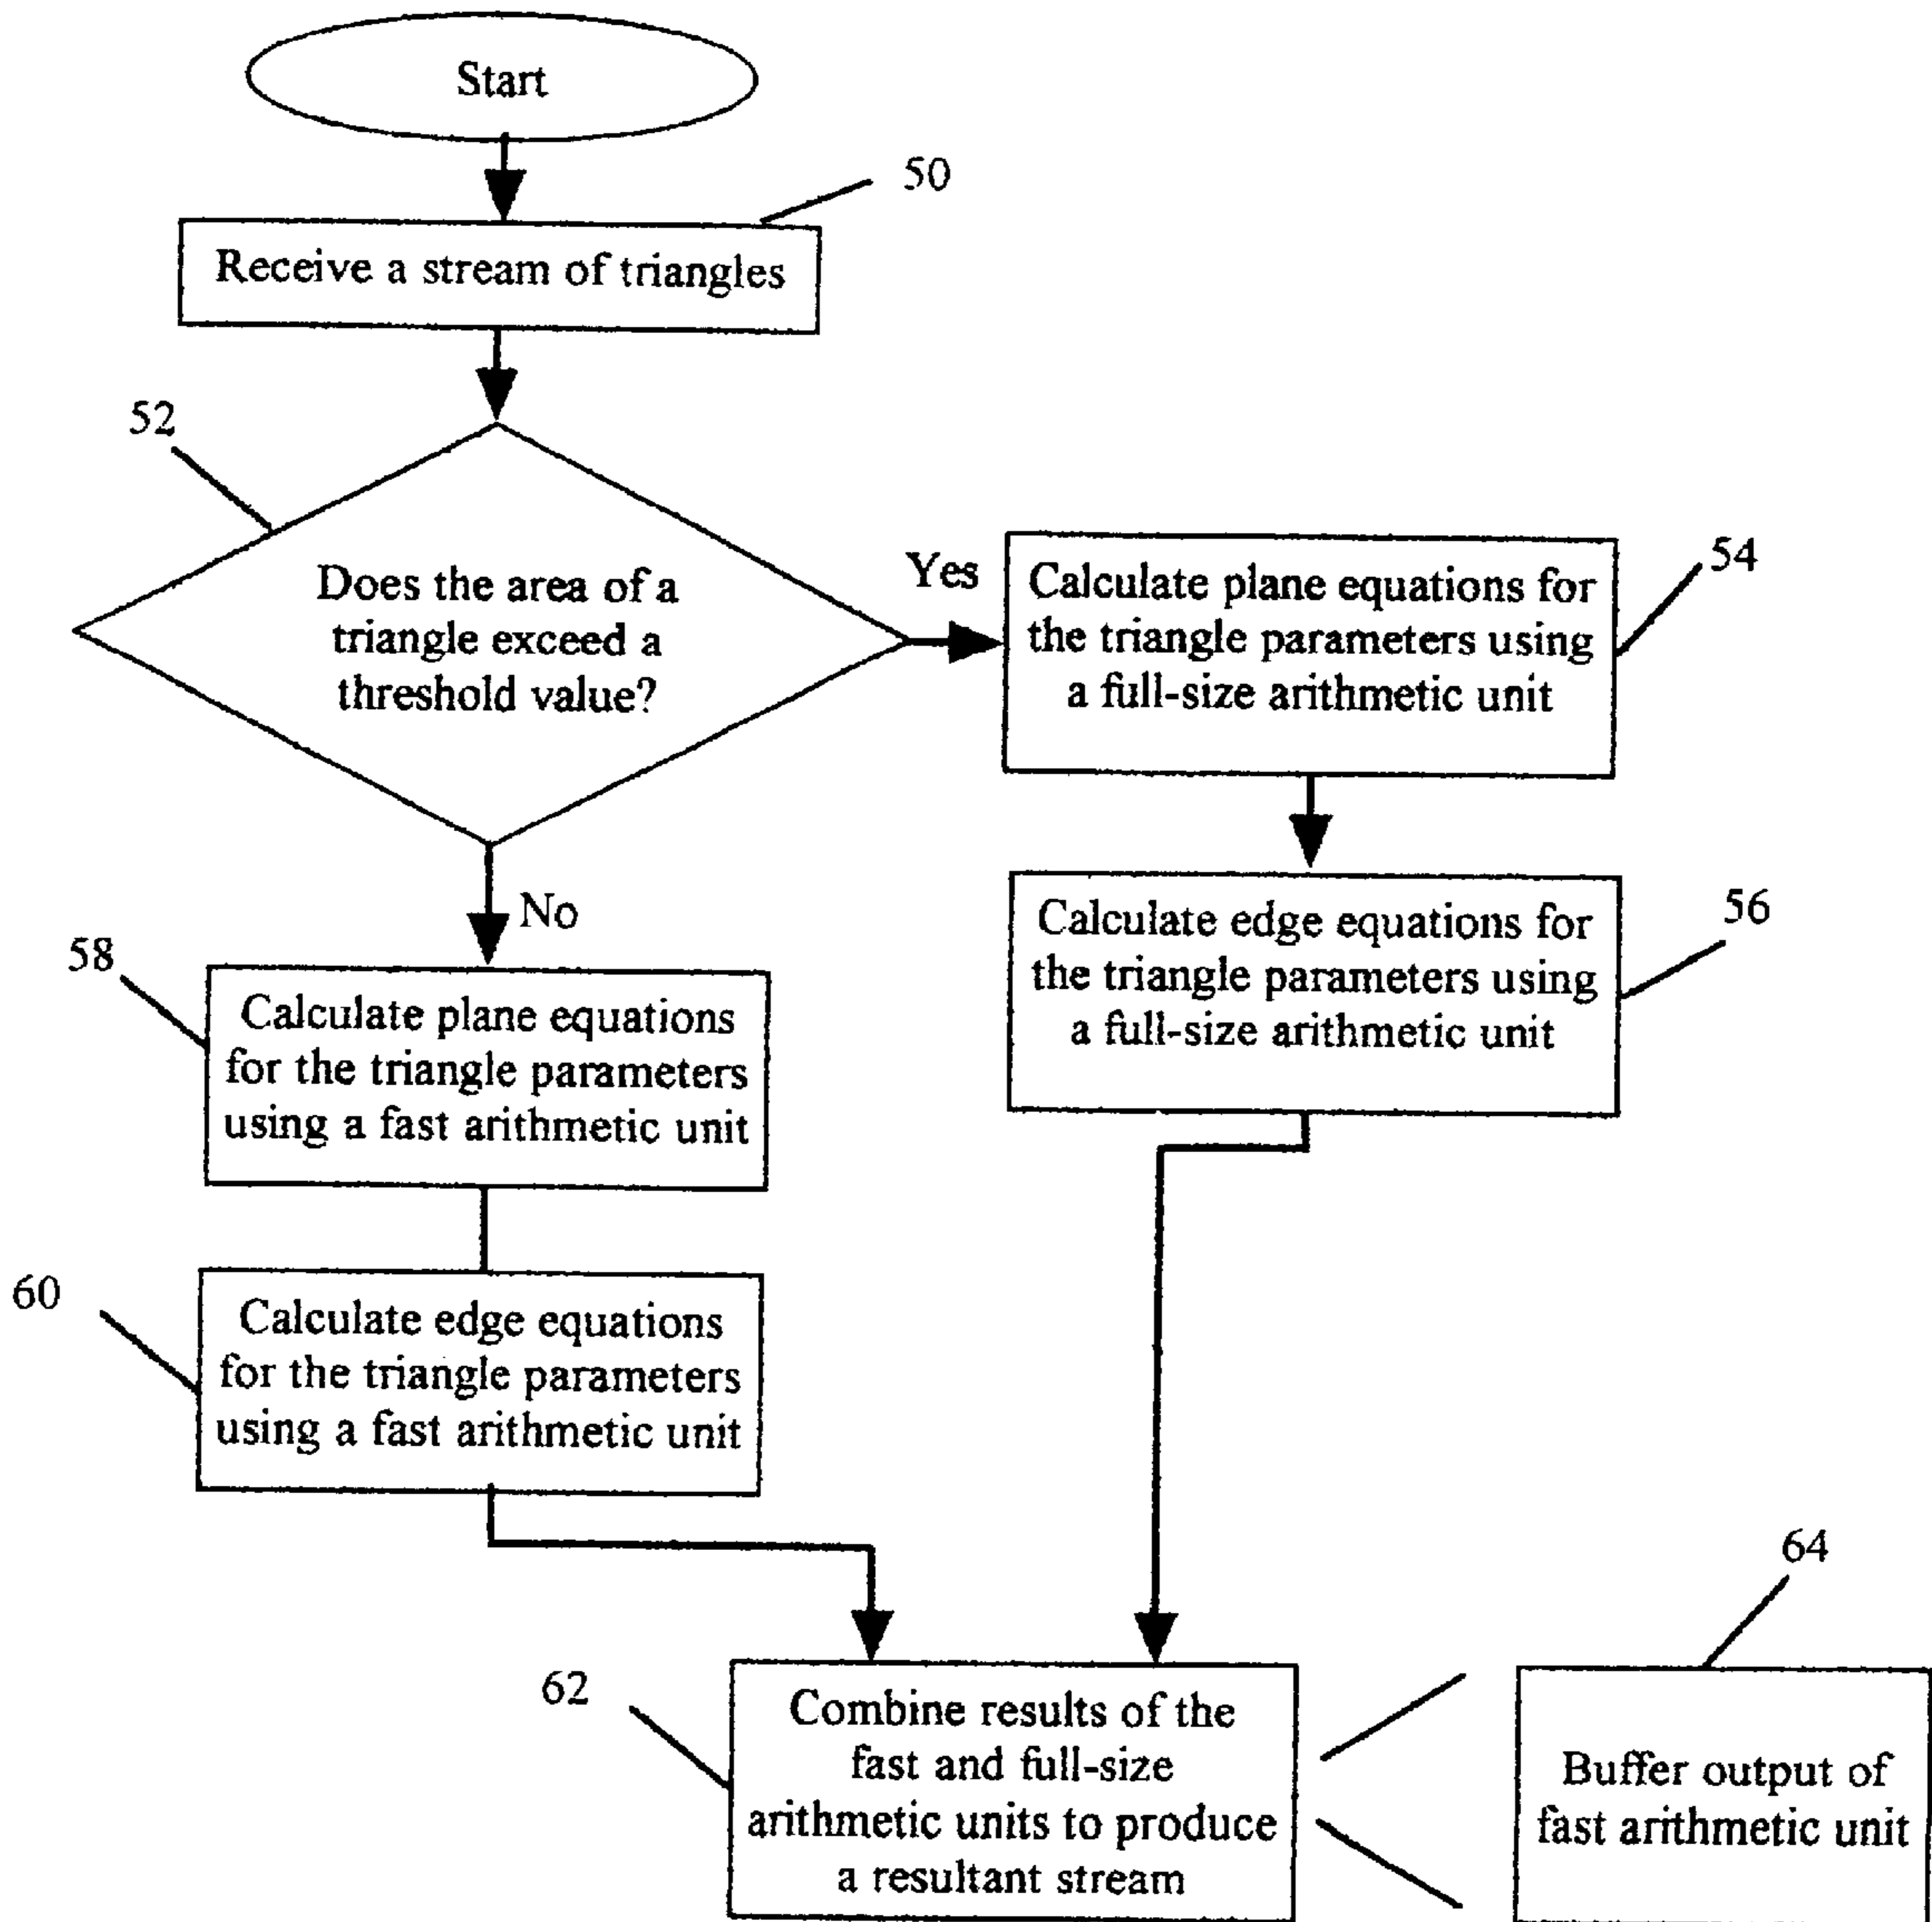 Start
50
Receive a stream of triangles
52
Does the area of a
triangle exceed a
threshold value?
Yes
Calculate plane equations for
the triangle parameters using
a full-size arithmetic unit
54
No
Calculate edge equations for
the triangle parameters using
a full-size arithmetic unit
56
58
Calculate plane equations
for the triangle parameters
using a fast arithmetic unit
60
Calculate edge equations
for the triangle parameters
using a fast arithmetic unit
62
Combine results of the
fast and full-size
arithmetic units to produce
a resultant stream
64
Buffer output of
fast arithmetic unit